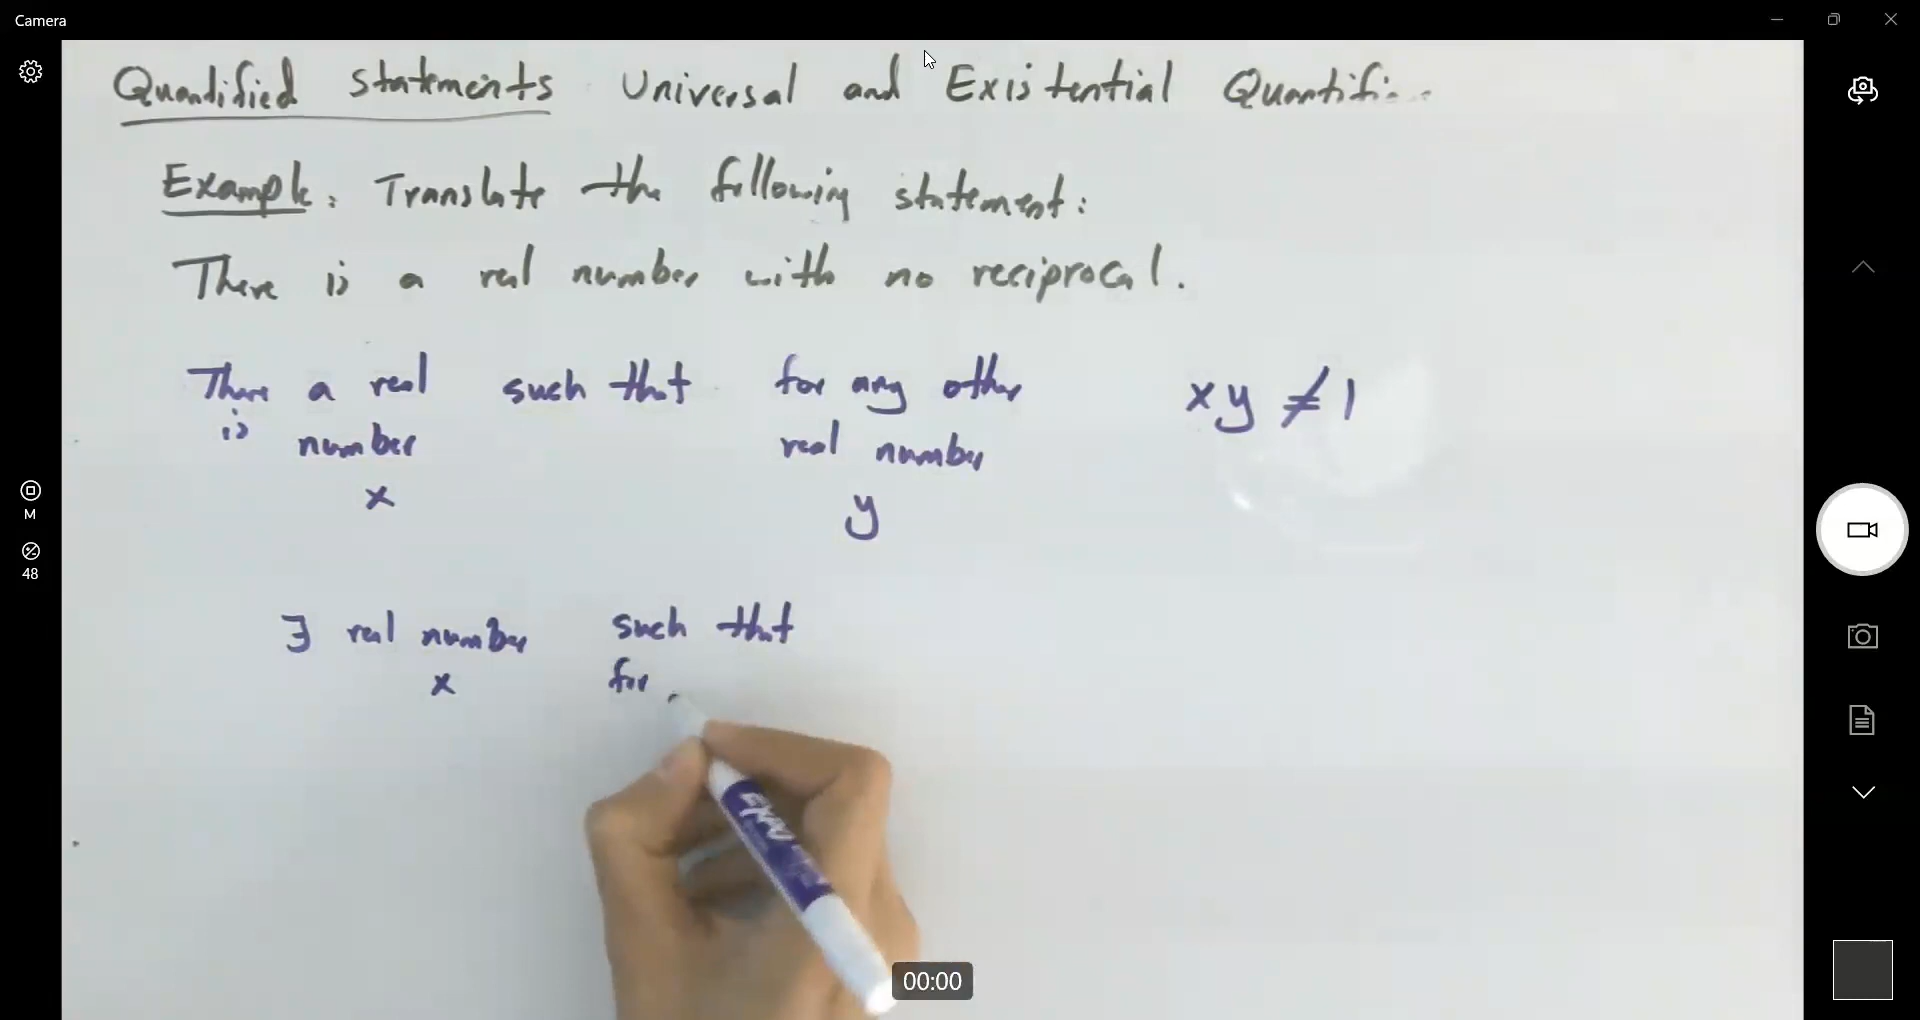 Camera
Quantified statements Universal and Existential
Example: Translate the following statement:
There is a real number with no reciprocal.
There is a real number x such that for any other real number y xy ≠ 1
∃ real number x such that for
M
48
EXPO
00:00